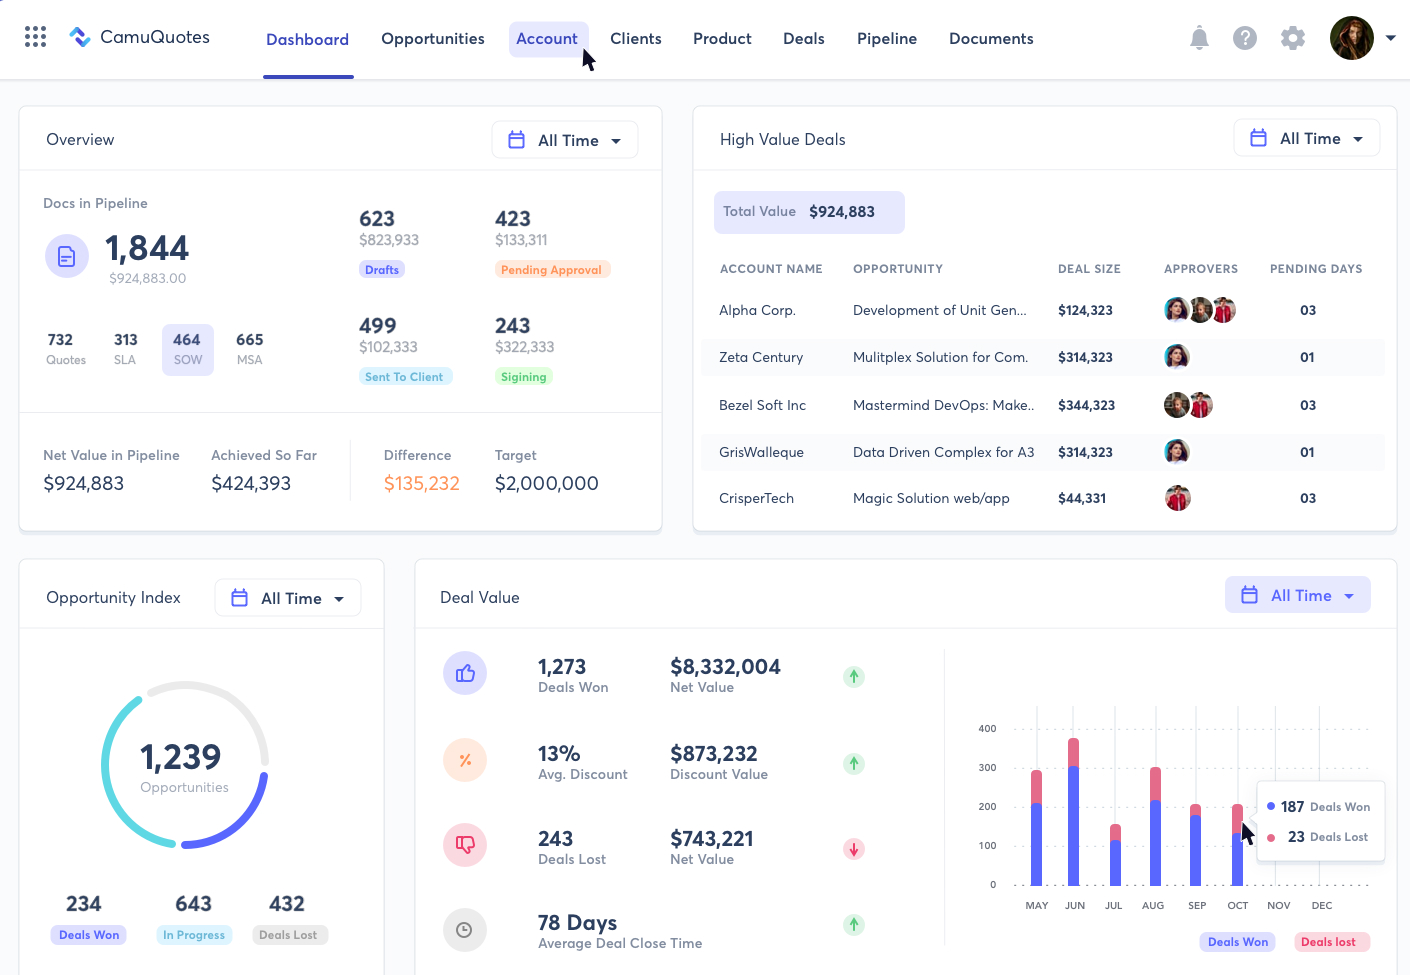 CamuQuotes
Dashboard Opportunities Account Clients Product Deals Pipeline Documents
Overview
All Time
Docs in Pipeline
1,844
$924,883.00
623
$823,933
Drafts
423
$133,311
Pending Approval
732
Quotes
313
SLA
464
SOW
665
MSA
499
$102,333
Sent To Client
243
$322,333
Sigining
Net Value in Pipeline
$924,883
Achieved So Far
$424,393
Difference
$135,232
Target
$2,000,000
High Value Deals
All Time
Total Value $924,883
ACCOUNT NAME OPPORTUNITY DEAL SIZE APPROVERS PENDING DAYS
Alpha Corp. Development of Unit Gen... $124,323 03
Zeta Century Mulitplex Solution for Com. $314,323 01
Bezel Soft Inc Mastermind DevOps: Make.. $344,323 03
GrisWalleque Data Driven Complex for A3 $314,323 01
CrisperTech Magic Solution web/app $44,331 03
Opportunity Index
All Time
1,239
Opportunities
234
Deals Won
643
In Progress
432
Deals Lost
Deal Value
All Time
1,273
Deals Won
$8,332,004
Net Value
13%
Avg. Discount
$873,232
Discount Value
243
Deals Lost
$743,221
Net Value
78 Days
Average Deal Close Time
400
300
200
100
0
MAY JUN JUL AUG SEP OCT NOV DEC
187 Deals Won
23 Deals Lost
Deals Won Deals lost